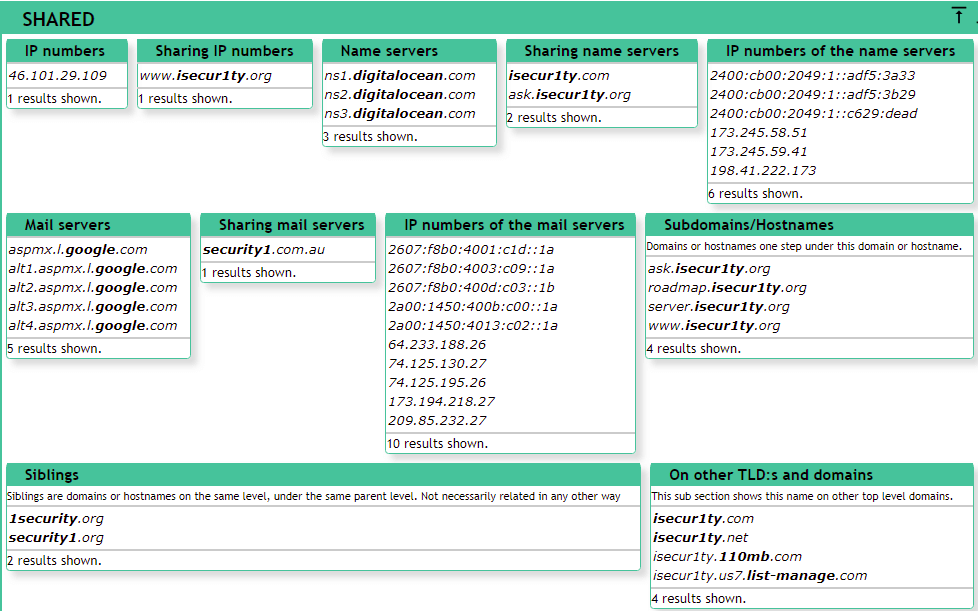 SHARED
IP numbers
46.101.29.109
1 results shown.
Sharing IP numbers
www.isecur1ty.org
1 results shown.
Name servers
ns1.digitalocean.com
ns2.digitalocean.com
ns3.digitalocean.com
3 results shown.
Sharing name servers
isecur1ty.com
ask.isecur1ty.org
2 results shown.
IP numbers of the name servers
2400:cb00:2049:1::adf5:3a33
2400:cb00:2049:1::adf5:3b29
2400:cb00:2049:1::c629:dead
173.245.58.51
173.245.59.41
198.41.222.173
6 results shown.
Mail servers
aspmx.l.google.com
alt1.aspmx.l.google.com
alt2.aspmx.l.google.com
alt3.aspmx.l.google.com
alt4.aspmx.l.google.com
5 results shown.
Sharing mail servers
security1.com.au
1 results shown.
IP numbers of the mail servers
2607:f8b0:4001:c1d::1a
2607:f8b0:4003:c09::1a
2607:f8b0:400d:c03::1b
2a00:1450:400b:c00::1a
2a00:1450:4013:c02::1a
64.233.188.26
74.125.130.27
74.125.195.26
173.194.218.27
209.85.232.27
10 results shown.
Subdomains/Hostnames
Domains or hostnames one step under this domain or hostname.
ask.isecur1ty.org
roadmap.isecur1ty.org
server.isecur1ty.org
www.isecur1ty.org
4 results shown.
Siblings
Siblings are domains or hostnames on the same level, under the same parent level. Not necessarily related in any other way
1security.org
security1.org
2 results shown.
On other TLD:s and domains
This sub section shows this name on other top level domains.
isecur1ty.com
isecur1ty.net
isecur1ty.110mb.com
isecur1ty.us7.list-manage.com
4 results shown.